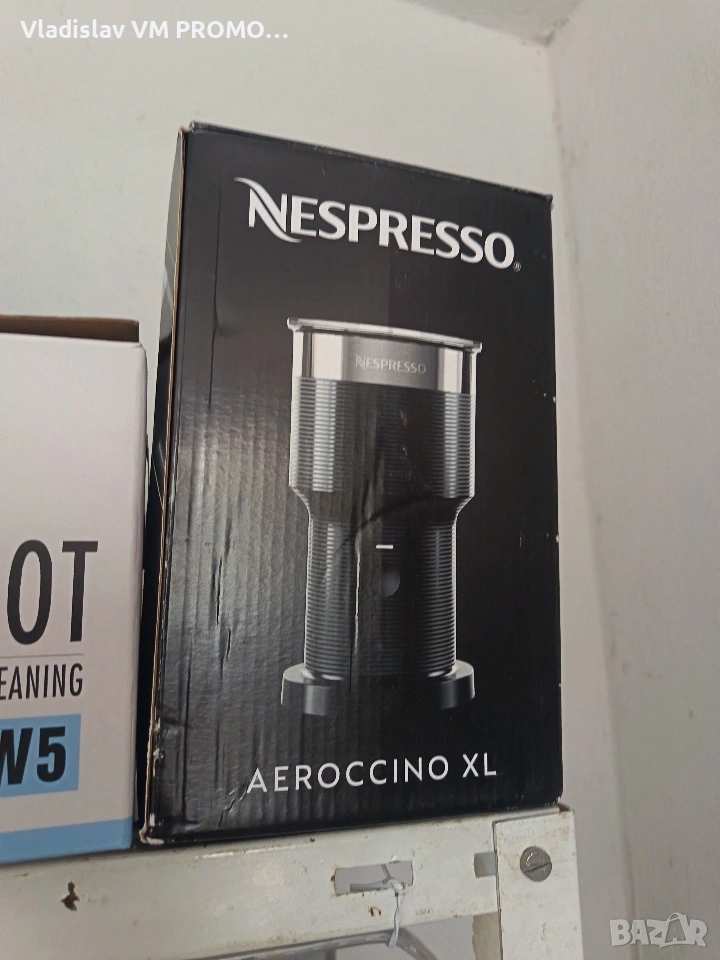 Vladislav VM PROMO...
NESPRESSO®
NESPRESSO
AEROCCINO XL
OT
EANING
W5
BAZAR